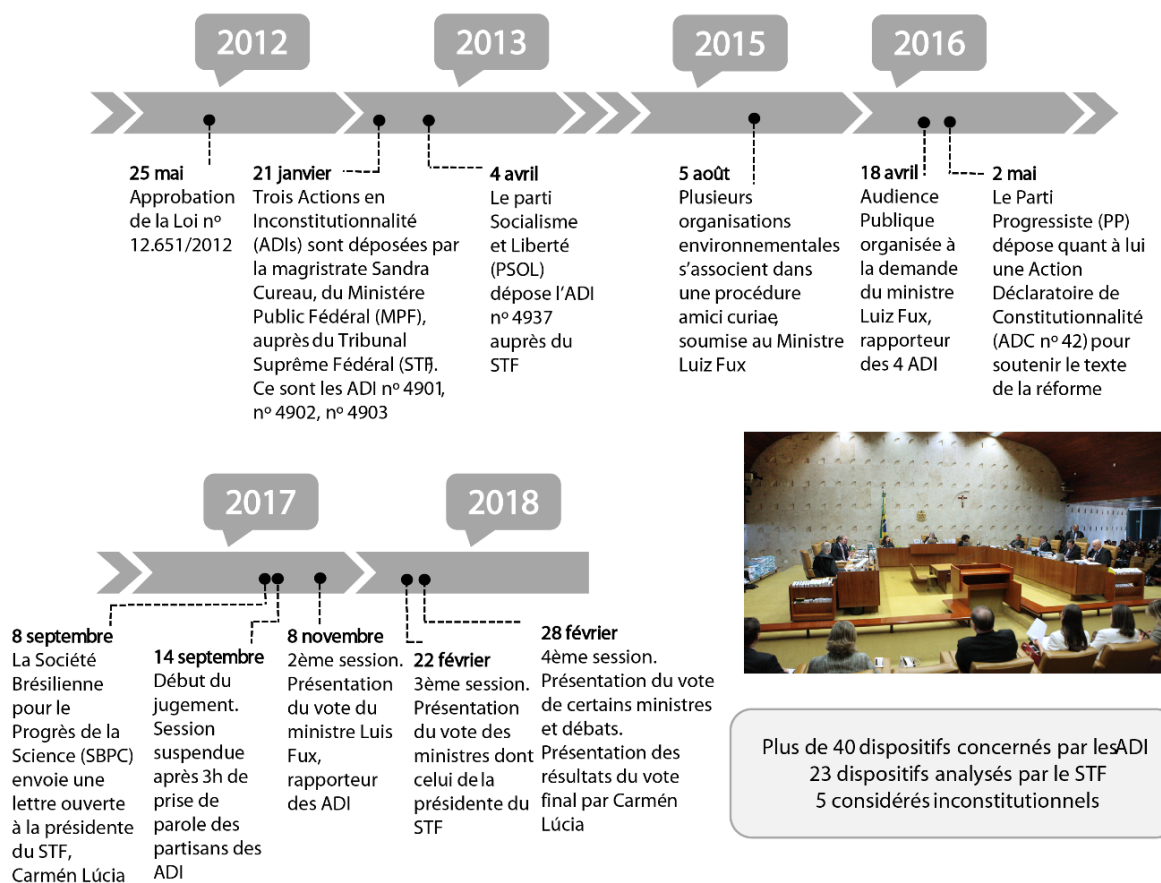 2012
2013
2015
2016
25 mai
Approbation
de la Loi nº
12.651/2012
21 janvier
Trois Actions en
Inconstitutionnalité
(ADIs) sont déposées par
la magistrate Sandra
Cureau, du Ministére
Public Fédéral (MPF),
auprès du Tribunal
Suprême Fédéral (STF).
Ce sont les ADI nº 4901,
nº 4902, nº 4903
4 avril
Le parti
Socialisme
et Liberté
(PSOL)
dépose l’ADI
nº 4937
auprès du
STF
5 août
Plusieurs
organisations
environnementales
s’associent dans
une procédure
amici curiae,
soumise au Ministre
Luiz Fux
18 avril
Audience
Publique
organisée à
la demande
du ministre
Luiz Fux,
rapporteur
des 4 ADI
2 mai
Le Parti
Progressiste (PP)
dépose quant à lui
une Action
Déclaratoire de
Constitutionnalité
(ADC nº 42) pour
soutenir le texte
de la réforme
2017
2018
8 septembre
La Société
Brésilienne
pour le
Progrès de la
Science (SBPC)
envoie une
lettre ouverte
à la présidente
du STF,
Carmén Lúcia
14 septembre
Début du
jugement.
Session
suspendue
après 3h de
prise de
parole des
partisans des
ADI
8 novembre
2ème session.
Présentation
du vote du
ministre Luis
Fux,
rapporteur
des ADI
22 février
3ème session.
Présentation
du vote des
ministres dont
celui de la
présidente du
STF
28 février
4ème session.
Présentation du vote
de certains ministres
et débats.
Présentation des
résultats du vote
final par Carmén
Lúcia
Plus de 40 dispositifs concernés par les ADI
23 dispositifs analysés par le STF
5 considérés inconstitutionnels